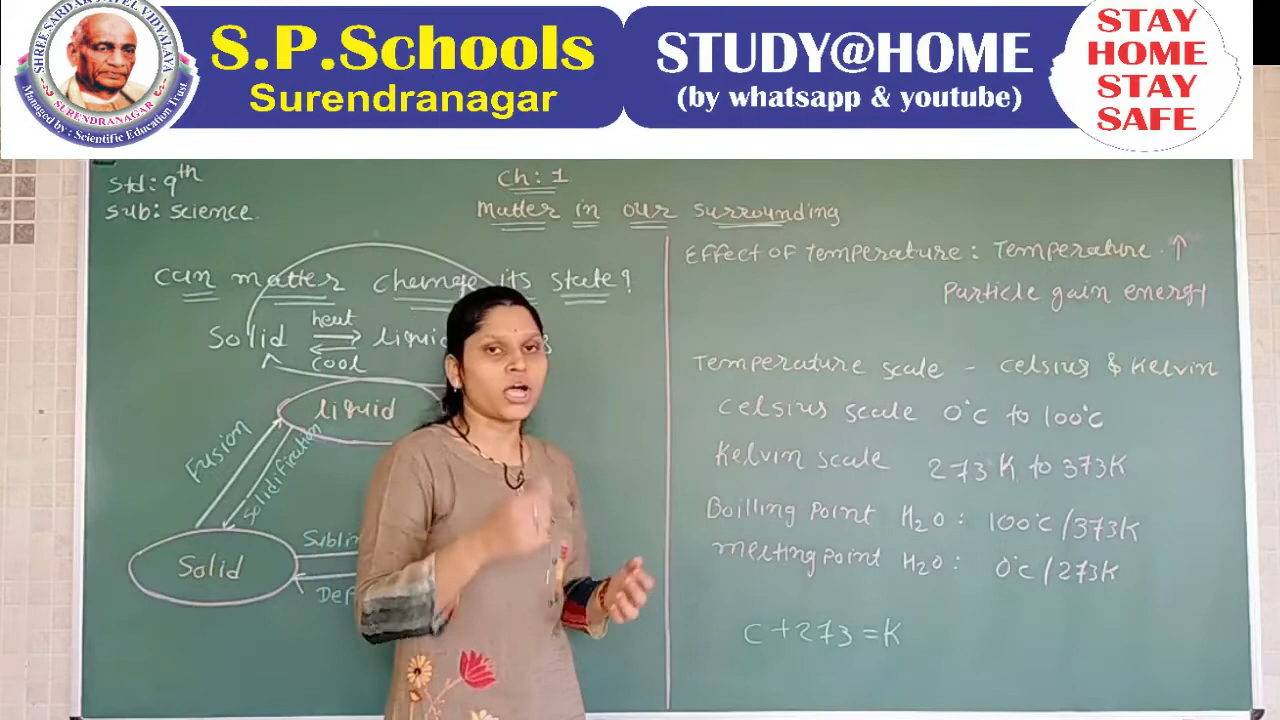 SHREE SARDAR PATEL VIDYALAYA
SURENDRANAGAR
Managed by : Scientific Education Trust
S.P.Schools
Surendranagar
STUDY@HOME
(by whatsapp & youtube)
STAY
HOME
STAY
SAFE
Std: 9th
Sub: Science.
Ch: 1
Matter in our surrounding
can matter change its state?
Solid heat liquid
cool
liquid
Fusion
Solidification
Solid
Effect of temperature : Temperature. ↑
Particle gain energy
Temperature scale - celsius & Kelvin
celsius scale 0°c to 100°c
Kelvin scale 273 K to 373K
Boilling Point H₂O : 100°c/373K
melting point H₂O : 0°c/273K
C+273=K